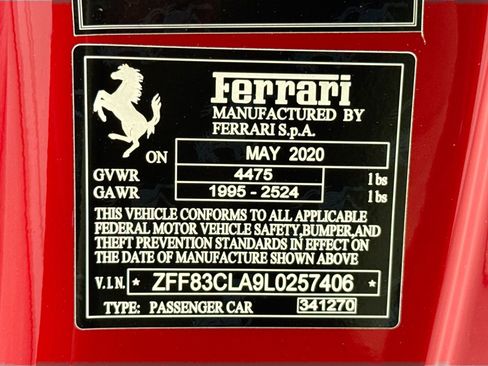 Ferrari
MANUFACTURED BY
FERRARI S.p.A.
ON MAY 2020
GVWR 4475 lbs
GAWR 1995 - 2524 lbs
THIS VEHICLE CONFORMS TO ALL APPLICABLE
FEDERAL MOTOR VEHICLE SAFETY,BUMPER,AND
THEFT PREVENTION STANDARDS IN EFFECT ON
THE DATE OF MANUFACTURE SHOWN ABOVE
V.I.N. * ZFF83CLA9L0257406 *
TYPE: PASSENGER CAR 341270